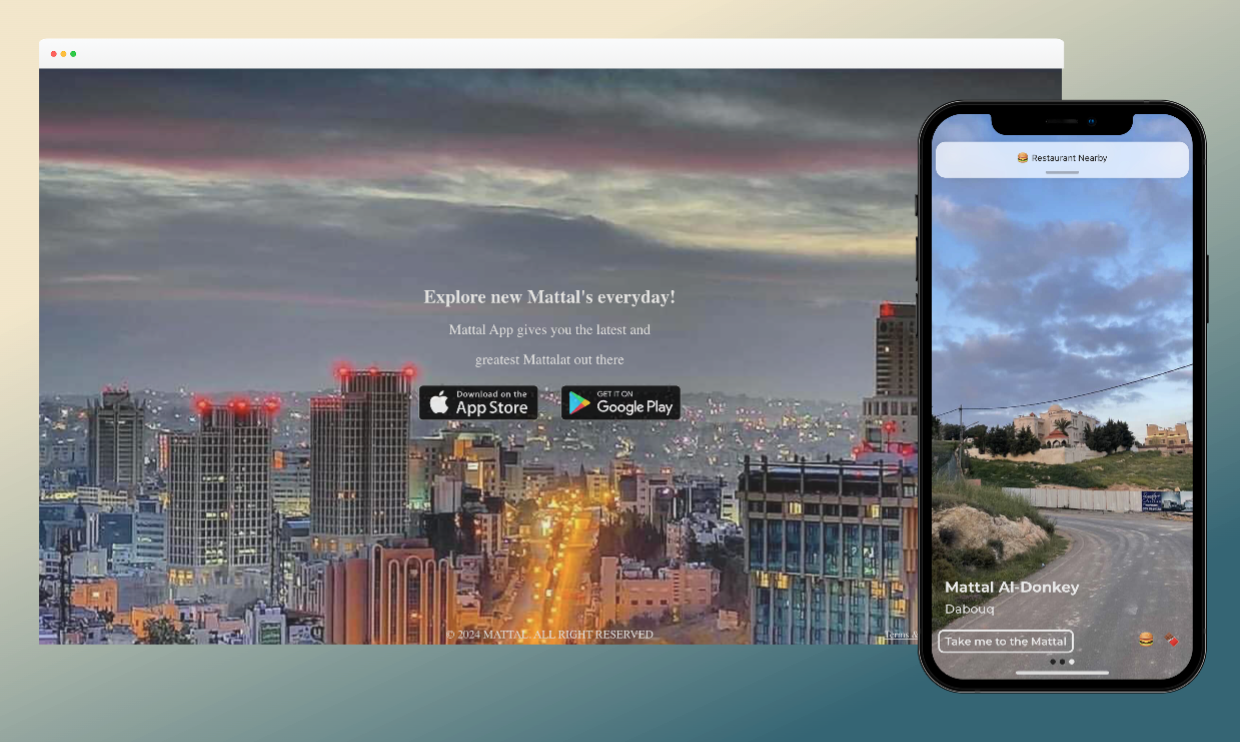 Explore new Mattal's everyday!
Mattal App gives you the latest and
greatest Mattalat out there
Download on the
App Store
GET IT ON
Google Play
© 2024 MATTAL. ALL RIGHT RESERVED
Terms &
🍔 Restaurant Nearby
Mattal Al-Donkey
Dabouq
Take me to the Mattal